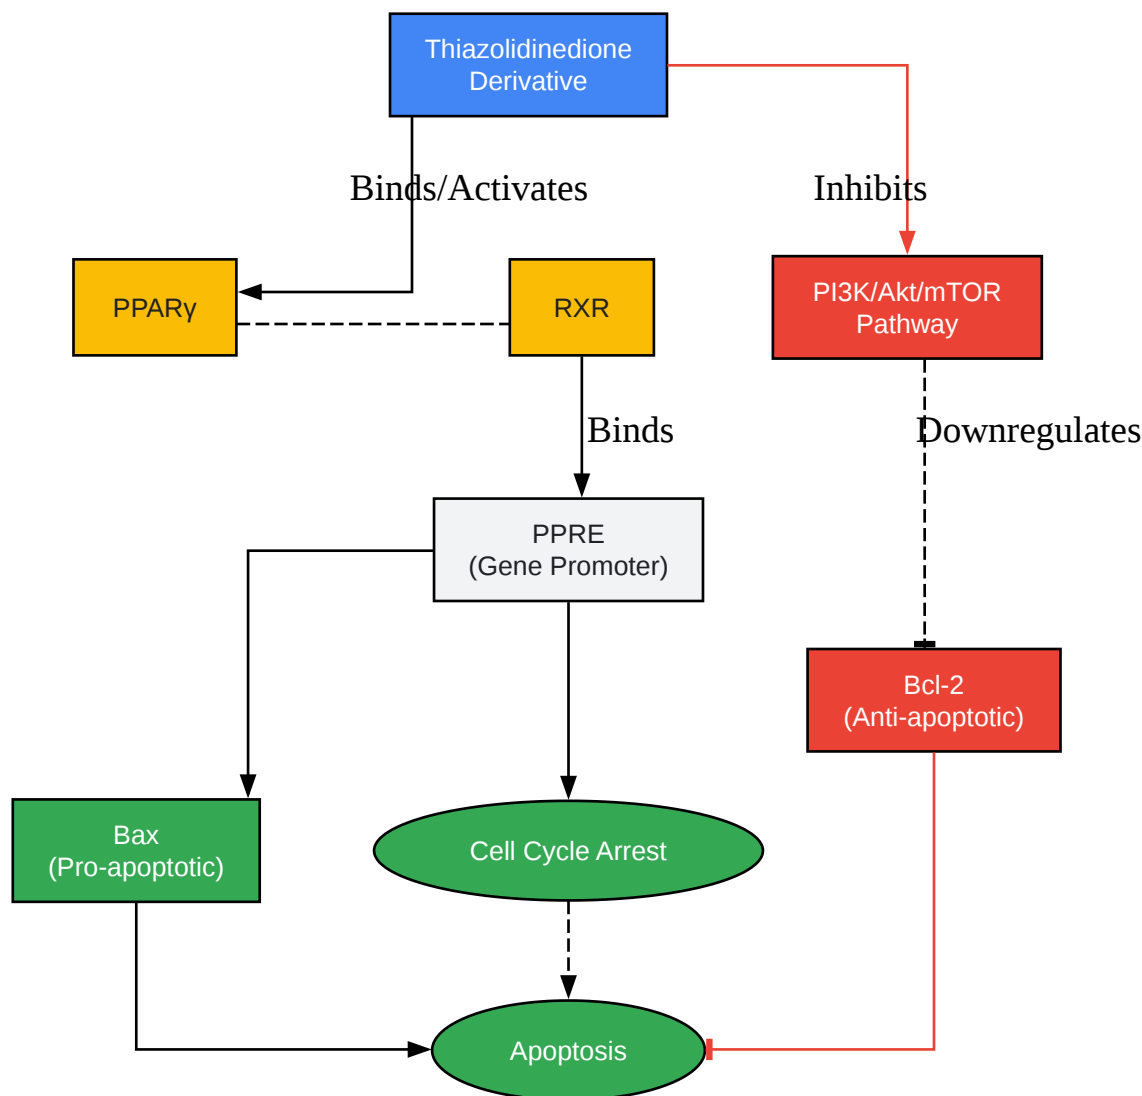 Thiazolidinedione
Derivative
Binds/Activates
Inhibits
PPARγ
RXR
PI3K/Akt/mTOR
Pathway
Binds
Downregulates
PPRE
(Gene Promoter)
Bcl-2
(Anti-apoptotic)
Bax
(Pro-apoptotic)
Cell Cycle Arrest
Apoptosis